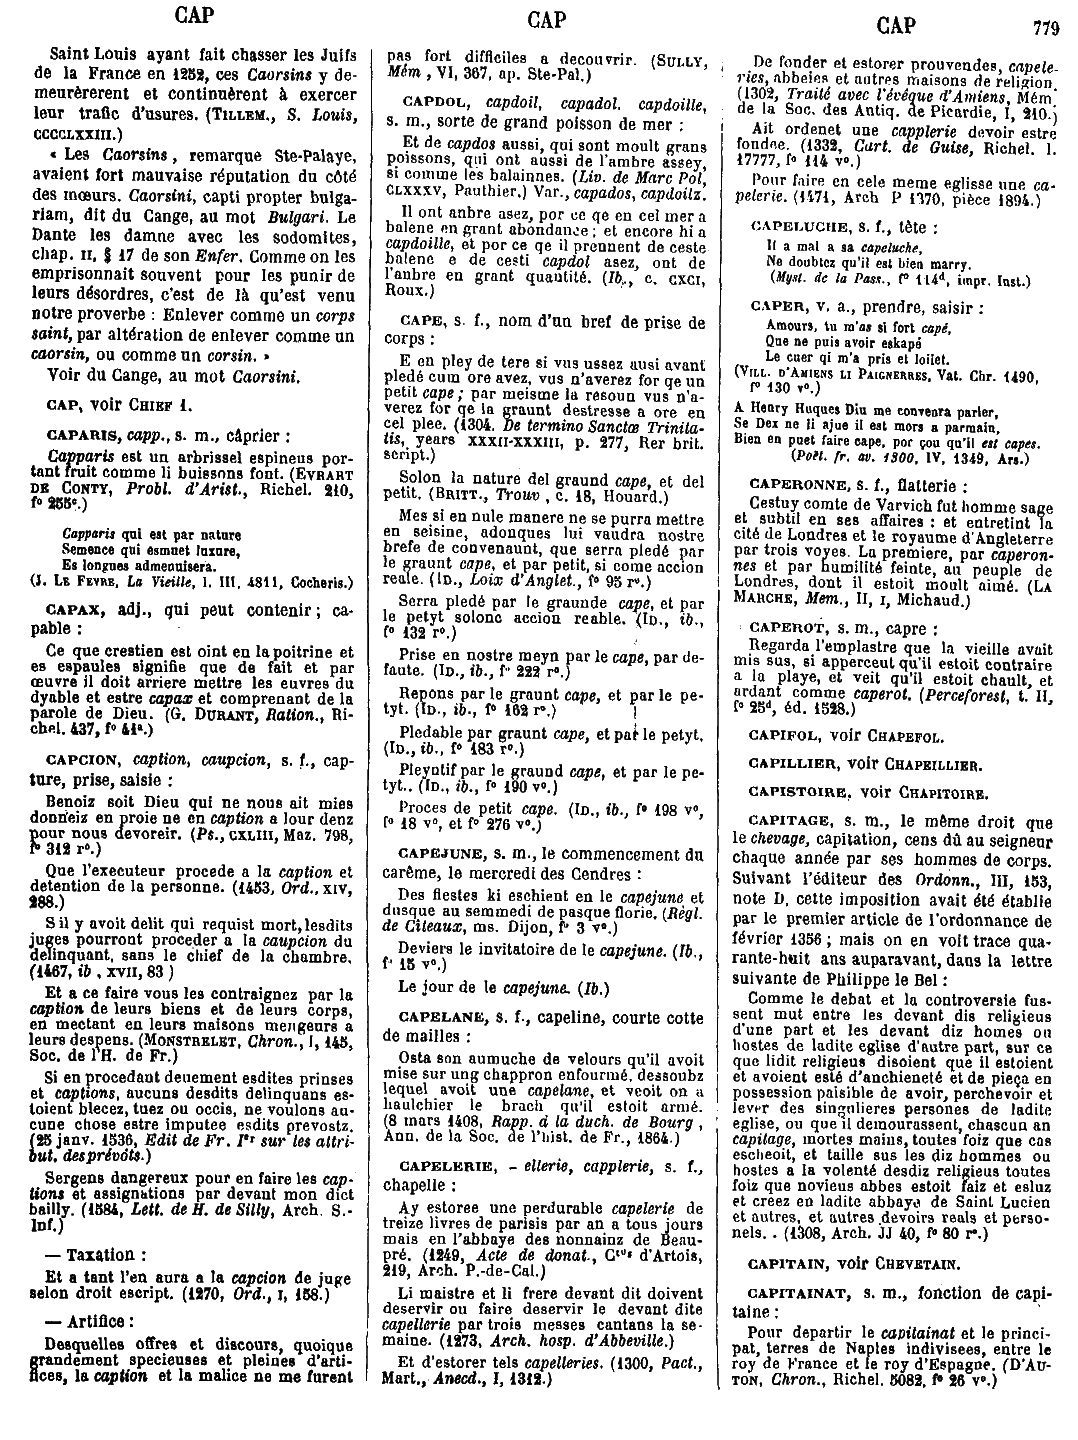 CAP
Saint Louis ayant fait chasser les Juifs
de la France en 1252, ces Caorsins y de-
meurèrerent et continuèrent à exercer
leur trafic d'usures. (TILLEM., S. Louis,
CCCCLXXIII.)
« Les Caorsins, remarque Ste-Palaye,
avaient fort mauvaise réputation du côté
des mœurs. Caorsini, capti propter bulga-
riam, dit du Cange, au mot Bulgari. Le
Dante les damne avec les sodomites,
chap. II, § 17 de son Enfer. Comme on les
emprisonnait souvent pour les punir de
leurs désordres, c'est de là qu'est venu
notre proverbe : Enlever comme un corps
saint, par altération de enlever comme un
caorsin, ou comme un corsin. »
Voir du Cange, au mot Caorsini.
CAP, voir CHIEF 1.
CAPARIS, capp., s. m., câprier :
Capparis est un arbrissel espineus por-
tant fruit comme li buissons font. (EVRART
DE CONTY, Probl. d'Arist., Richel. 210,
f° 255c.)
Capparis qui est par nature
Semence qui esmuet luxure,
Es longues admenuisera.
(J. LE FEVRE, La Vieille, l. III, 4811, Cocheris.)
CAPAX, adj., qui peut contenir ; ca-
pable :
Ce que crestien est oint en la poitrine et
es espaules signifie que de fait et par
œuvre il doit arriere mettre les euvres du
dyable et estre capax et comprenant de la
parole de Dieu. (G. DURANT, Ration., Ri-
chel. 437, f° 41a.)
CAPCION, caption, caupcion, s. f., cap-
ture, prise, saisie :
Benoiz soit Dieu qui ne nous ait mies
donneiz en proie ne en caption a lour denz
pour nous devoreir. (Ps., CXLIII, Maz. 798,
f° 312 r°.)
Que l'executeur procede a la caption et
detention de la personne. (1453, Ord., XIV,
288.)
S il y avoit delit qui requist mort, lesdits
juges pourront proceder a la caupcion du
delinquant, sans le chief de la chambre.
(1467, ib , XVII, 83 )
Et a ce faire vous les contraignez par la
caption de leurs biens et de leurs corps,
en mectant en leurs maisons mengeurs a
leurs despens. (MONSTRELET, Chron., I, 145,
Soc. de l'H. de Fr.)
Si en procedant deuement esdites prinses
et captions, aucuns desdits delinquans es-
toient blecez, tuez ou occis, ne voulons au-
cune chose estre imputee esdits prevostz.
(25 janv. 1536, Edit de Fr. Ier sur les attri-
but. des prévôts.)
Sergens dangereux pour en faire les cap-
tions et assignations par devant mon dict
bailly. (1584, Lett. de H. de Silly, Arch. S.-
Inf.)
— Taxation :
Et a tant l'en aura a la capcion de juge
selon droit escript. (1270, Ord., I, 158.)
— Artifice :
Desquelles offres et discours, quoique
grandement specieuses et pleines d'arti-
fices, la caption et la malice ne me furent
CAP
pas fort difficiles a decouvrir. (SULLY,
Mém , VI, 367, ap. Ste-Pal.)
CAPDOL, capdoil, capadol. capdoille,
s. m., sorte de grand poisson de mer :
Et de capdos aussi, qui sont moult grans
poissons, qui ont aussi de l'ambre assey,
si comme les balainnes. (Liv. de Marc Pol,
CLXXXV, Pauthier.) Var., capados, capdoilz.
Il ont anbre asez, por ce qe en cel mer a
balene en grant abondance ; et encore hi a
capdoille, et por ce qe il prennent de ceste
balene e de cesti capdol asez, ont de
l'anbre en grant quantité. (Ib., c. CXCI,
Roux.)
CAPE, s. f., nom d'un bref de prise de
corps :
E en pley de tere si vus ussez ausi avant
pledé cum ore avez, vus n'averez for qe un
petit cape ; par meisme la resoun vus n'a-
verez for qe la graunt destresse a ore en
cel plee. (1304. De termino Sanctæ Trinita-
tis, years XXXII-XXXIII, p. 277, Rer brit.
script.)
Solon la nature del graund cape, et del
petit. (BRITT., Trouv , c. 18, Houard.)
Mes si en nule manere ne se purra mettre
en seisine, adonques lui vaudra nostre
brefe de convenaunt, que serra pledé par
le graunt cape, et par petit, si come accion
reale. (ID., Loix d'Anglet., f° 95 r°.)
Serra pledé par le graunde cape, et par
le petyt solonc accion reable. (ID., ib.,
f° 132 r°.)
Prise en nostre meyn par le cape, par de-
faute. (ID., ib., f° 222 r°.)
Repons par le graunt cape, et par le pe-
tyt. (ID., ib., f° 162 r°.)
Pledable par graunt cape, et par le petyt.
(ID., ib., f° 183 r°.)
Pleyntif par le graund cape, et par le pe-
tyt.. (ID., ib., f° 190 v°.)
Proces de petit cape. (ID., ib., f° 198 v°,
f° 18 v°, et f° 276 v°.)
CAPEJUNE, s. m., le commencement du
carême, le mercredi des Cendres :
Des fiestes ki eschient en le capejune et
dusque au semmedi de pasque florie. (Règl.
de Citeaux, ms. Dijon, f° 3 v°.)
Deviers le invitatoire de le capejune. (Ib.,
f° 15 v°.)
Le jour de le capejune. (Ib.)
CAPELANE, s. f., capeline, courte cotte
de mailles :
Osta son aumuche de velours qu'il avoit
mise sur ung chappron enfourmé. dessoubz
lequel avoit une capelane, et veoit on a
haulchier le brach qu'il estoit armé.
(8 mars 1408, Rapp. à la duch. de Bourg ,
Ann. de la Soc. de l'hist. de Fr., 1864.)
CAPELERIE, - ellerie, capplerie, s. f.,
chapelle :
Ay estoree une perdurable capelerie de
treize livres de parisis par an a tous jours
mais en l'abbaye des nonnainz de Beau-
pré. (1249, Acte de donat., Ctus d'Artois,
219, Arch. P.-de-Cal.)
Li maistre et li frere devant dit doivent
deservir ou faire deservir le devant dite
capellerie par trois messes cantans la se-
maine. (1273, Arch. hosp. d'Abbeville.)
Et d'estorer tels capelleries. (1300, Pact.,
Mart., Anecd., I, 1312.)
CAP 779
De fonder et estorer prouvendes, capele-
ries, abbeies et autres maisons de religion.
(1302, Traité avec l'évéque d'Amiens, Mém.
de la Soc. des Antiq. de Picardie, I, 210.)
Ait ordenet une capplerie devoir estre
fondee. (1332, Cart. de Guise, Richel. l.
17777, f° 114 v°.)
Pour faire en cele meme eglisse une ca-
pelerie. (1471, Arch P 1370, pièce 1894.)
CAPELUCHE, s. f., tête :
Il a mal a sa capeluche,
Ne doubtez qu'il est bien marry.
(Myst. de la Pass., f° 114d, impr. Inst.)
CAPER, v. a., prendre, saisir :
Amours, tu m'as si fort capé,
Que ne puis avoir eskapé
Le cuer qi m'a pris et loiiet.
(VILL. D'AMIENS LI PAIGNERRES, Vat. Chr. 1490,
f° 130 v°.)
A Henry Huques Diu me convenra parler,
Se Dex ne li ajue il est mors a parmain,
Bien en puet faire cape, por çou qu'il est capes.
(Poët. fr. av. 1300, IV, 1349, Ars.)
CAPERONNE, s. f., flatterie :
Cestuy comte de Varvich fut homme sage
et subtil en ses affaires : et entretint la
cité de Londres et le royaume d'Angleterre
par trois voyes. La premiere, par caperon-
nes et par humilité feinte, au peuple de
Londres, dont il estoit moult aimé. (LA
MARCHE, Mem., II, I, Michaud.)
CAPEROT, s. m., capre :
Regarda l'emplastre que la vieille avait
mis sus, si apperceut qu'il estoit contraire
a la playe, et veit qu'il estoit chault, et
ardant comme caperot. (Perceforest, t. II,
f° 25d, éd. 1528.)
CAPIFOL, voir CHAPEFOL.
CAPILLIER, voir CHAPEILLIER.
CAPISTOIRE, voir CHAPITOIRE.
CAPITAGE, s. m., le même droit que
le chevage, capitation, cens dû au seigneur
chaque année par ses hommes de corps.
Suivant l'éditeur des Ordonn., III, 153,
note D, cette imposition avait été établie
par le premier article de l'ordonnance de
février 1356 ; mais on en voit trace qua-
rante-huit ans auparavant, dans la lettre
suivante de Philippe le Bel :
Comme le debat et la controversie fus-
sent mut entre les devant dis religieus
d'une part et les devant diz homes ou
hostes de ladite eglise d'autre part, sur ce
que lidit religieus disoient que il estoient
et avoient esté d'anchieneté et de pieça en
possession paisible de avoir, perchevoir et
lever des singulieres persones de ladite
eglise, ou que il demourassent, chascun an
capitage, mortes mains, toutes foiz que cas
escheoit, et taille sus les diz hommes ou
hostes a la volenté desdiz religieus toutes
foiz que novieus abbes estoit faiz et esluz
et creez en ladite abbaye de Saint Lucien
et autres, et autres devoirs reals et perso-
nels. . (1308, Arch. JJ 40, f° 80 r°.)
CAPITAIN, voir CHEVETAIN.
CAPITAINAT, s. m., fonction de capi-
taine :
Pour departir le capitainat et le princi-
pat, terres de Naples indivisees, entre le
roy de France et le roy d'Espagne. (D'AU-
TON, Chron., Richel. 5082, f° 26 v°.)